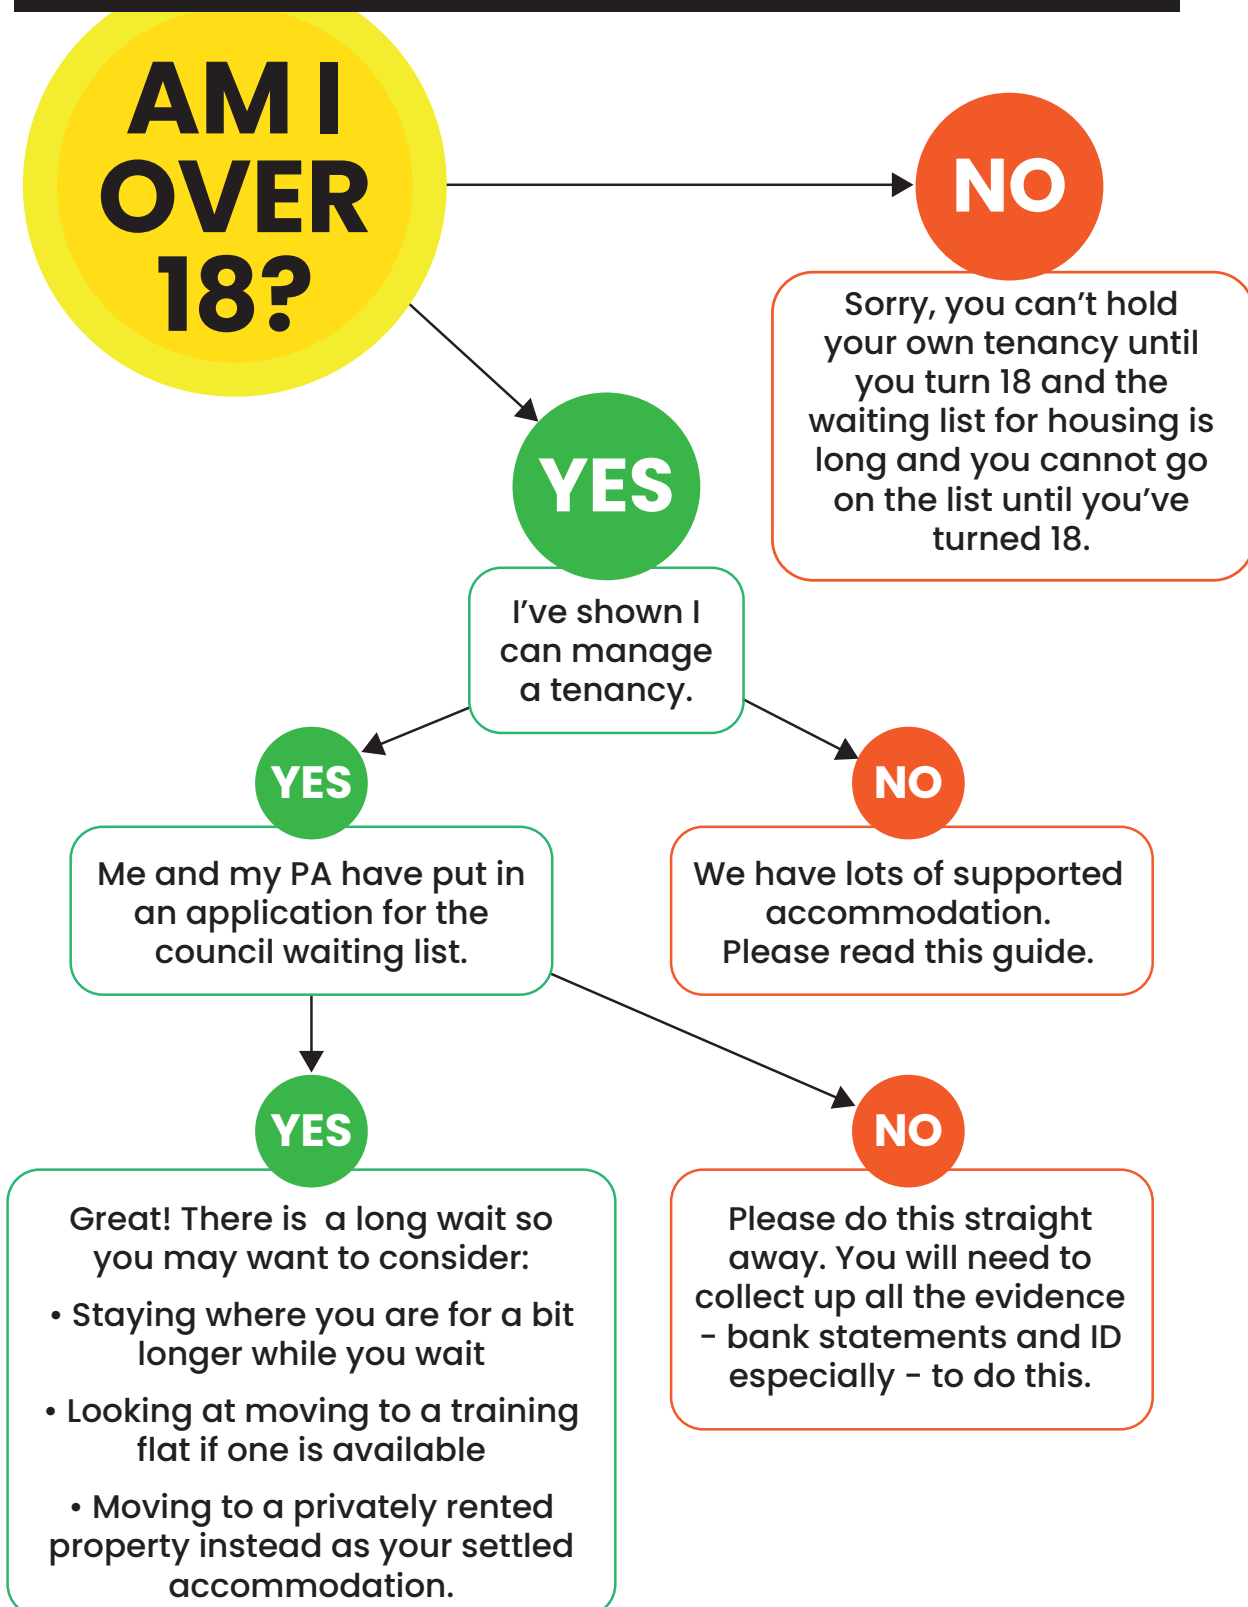 AM I
OVER
18?
NO
Sorry, you can’t hold
your own tenancy until
you turn 18 and the
waiting list for housing is
long and you cannot go
on the list until you’ve
turned 18.
YES
I’ve shown I
can manage
a tenancy.
YES
Me and my PA have put in
an application for the
council waiting list.
NO
We have lots of supported
accommodation.
Please read this guide.
YES
Great! There is  a long wait so
you may want to consider:
• Staying where you are for a bit
longer while you wait
• Looking at moving to a training
flat if one is available
• Moving to a privately rented
property instead as your settled
accommodation.
NO
Please do this straight
away. You will need to
collect up all the evidence
- bank statements and ID
especially - to do this.